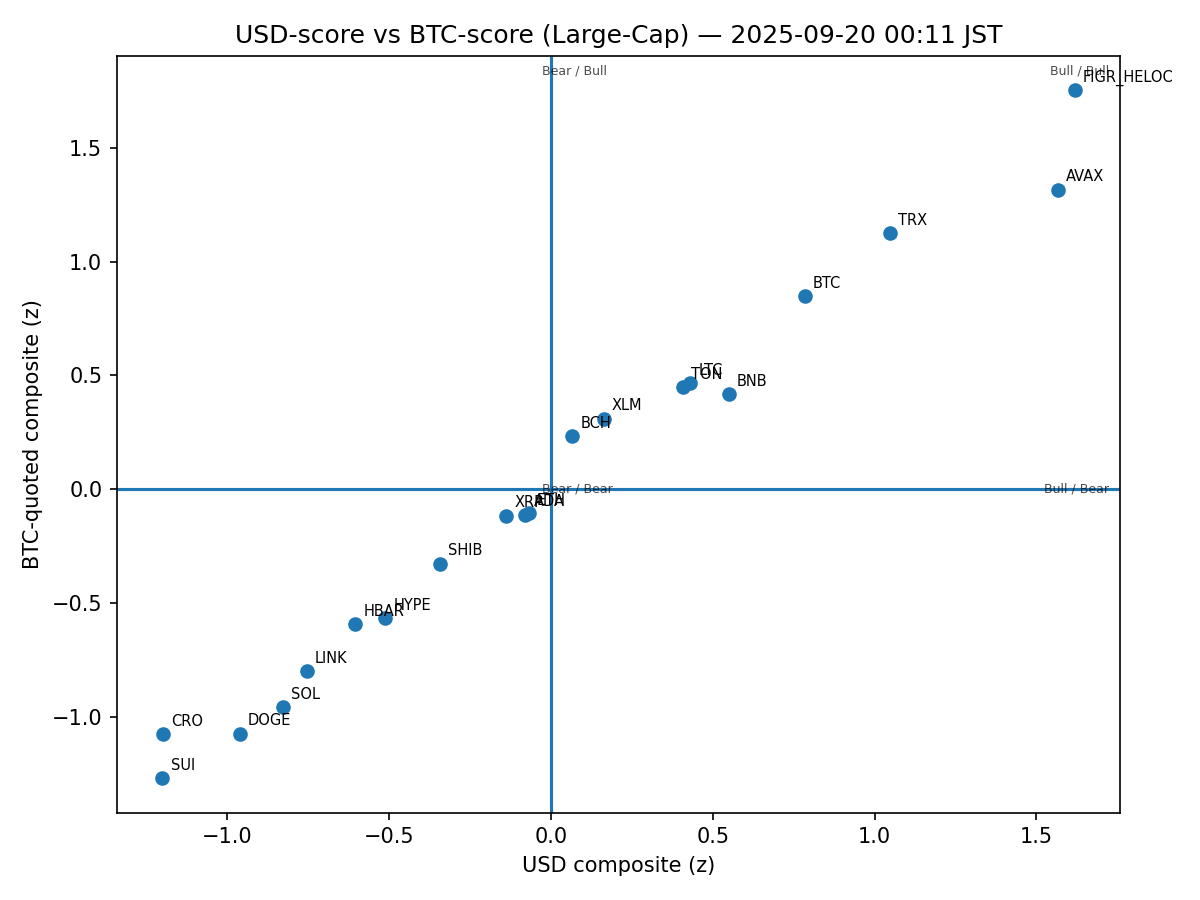 USD-score vs BTC-score (Large-Cap) — 2025-09-20 00:11 JST
Bear / Bull
Bull / Bull
FIGR_HELOC
AVAX
TRX
BTC
LTC
TON
BNB
XLM
BCH
Bear / Bear
Bull / Bear
XRP
ADA
ETH
SHIB
HYPE
HBAR
LINK
SOL
CRO
DOGE
SUI
1.5
1.0
0.5
0.0
−0.5
−1.0
BTC-quoted composite (z)
−1.0
−0.5
0.0
0.5
1.0
1.5
USD composite (z)